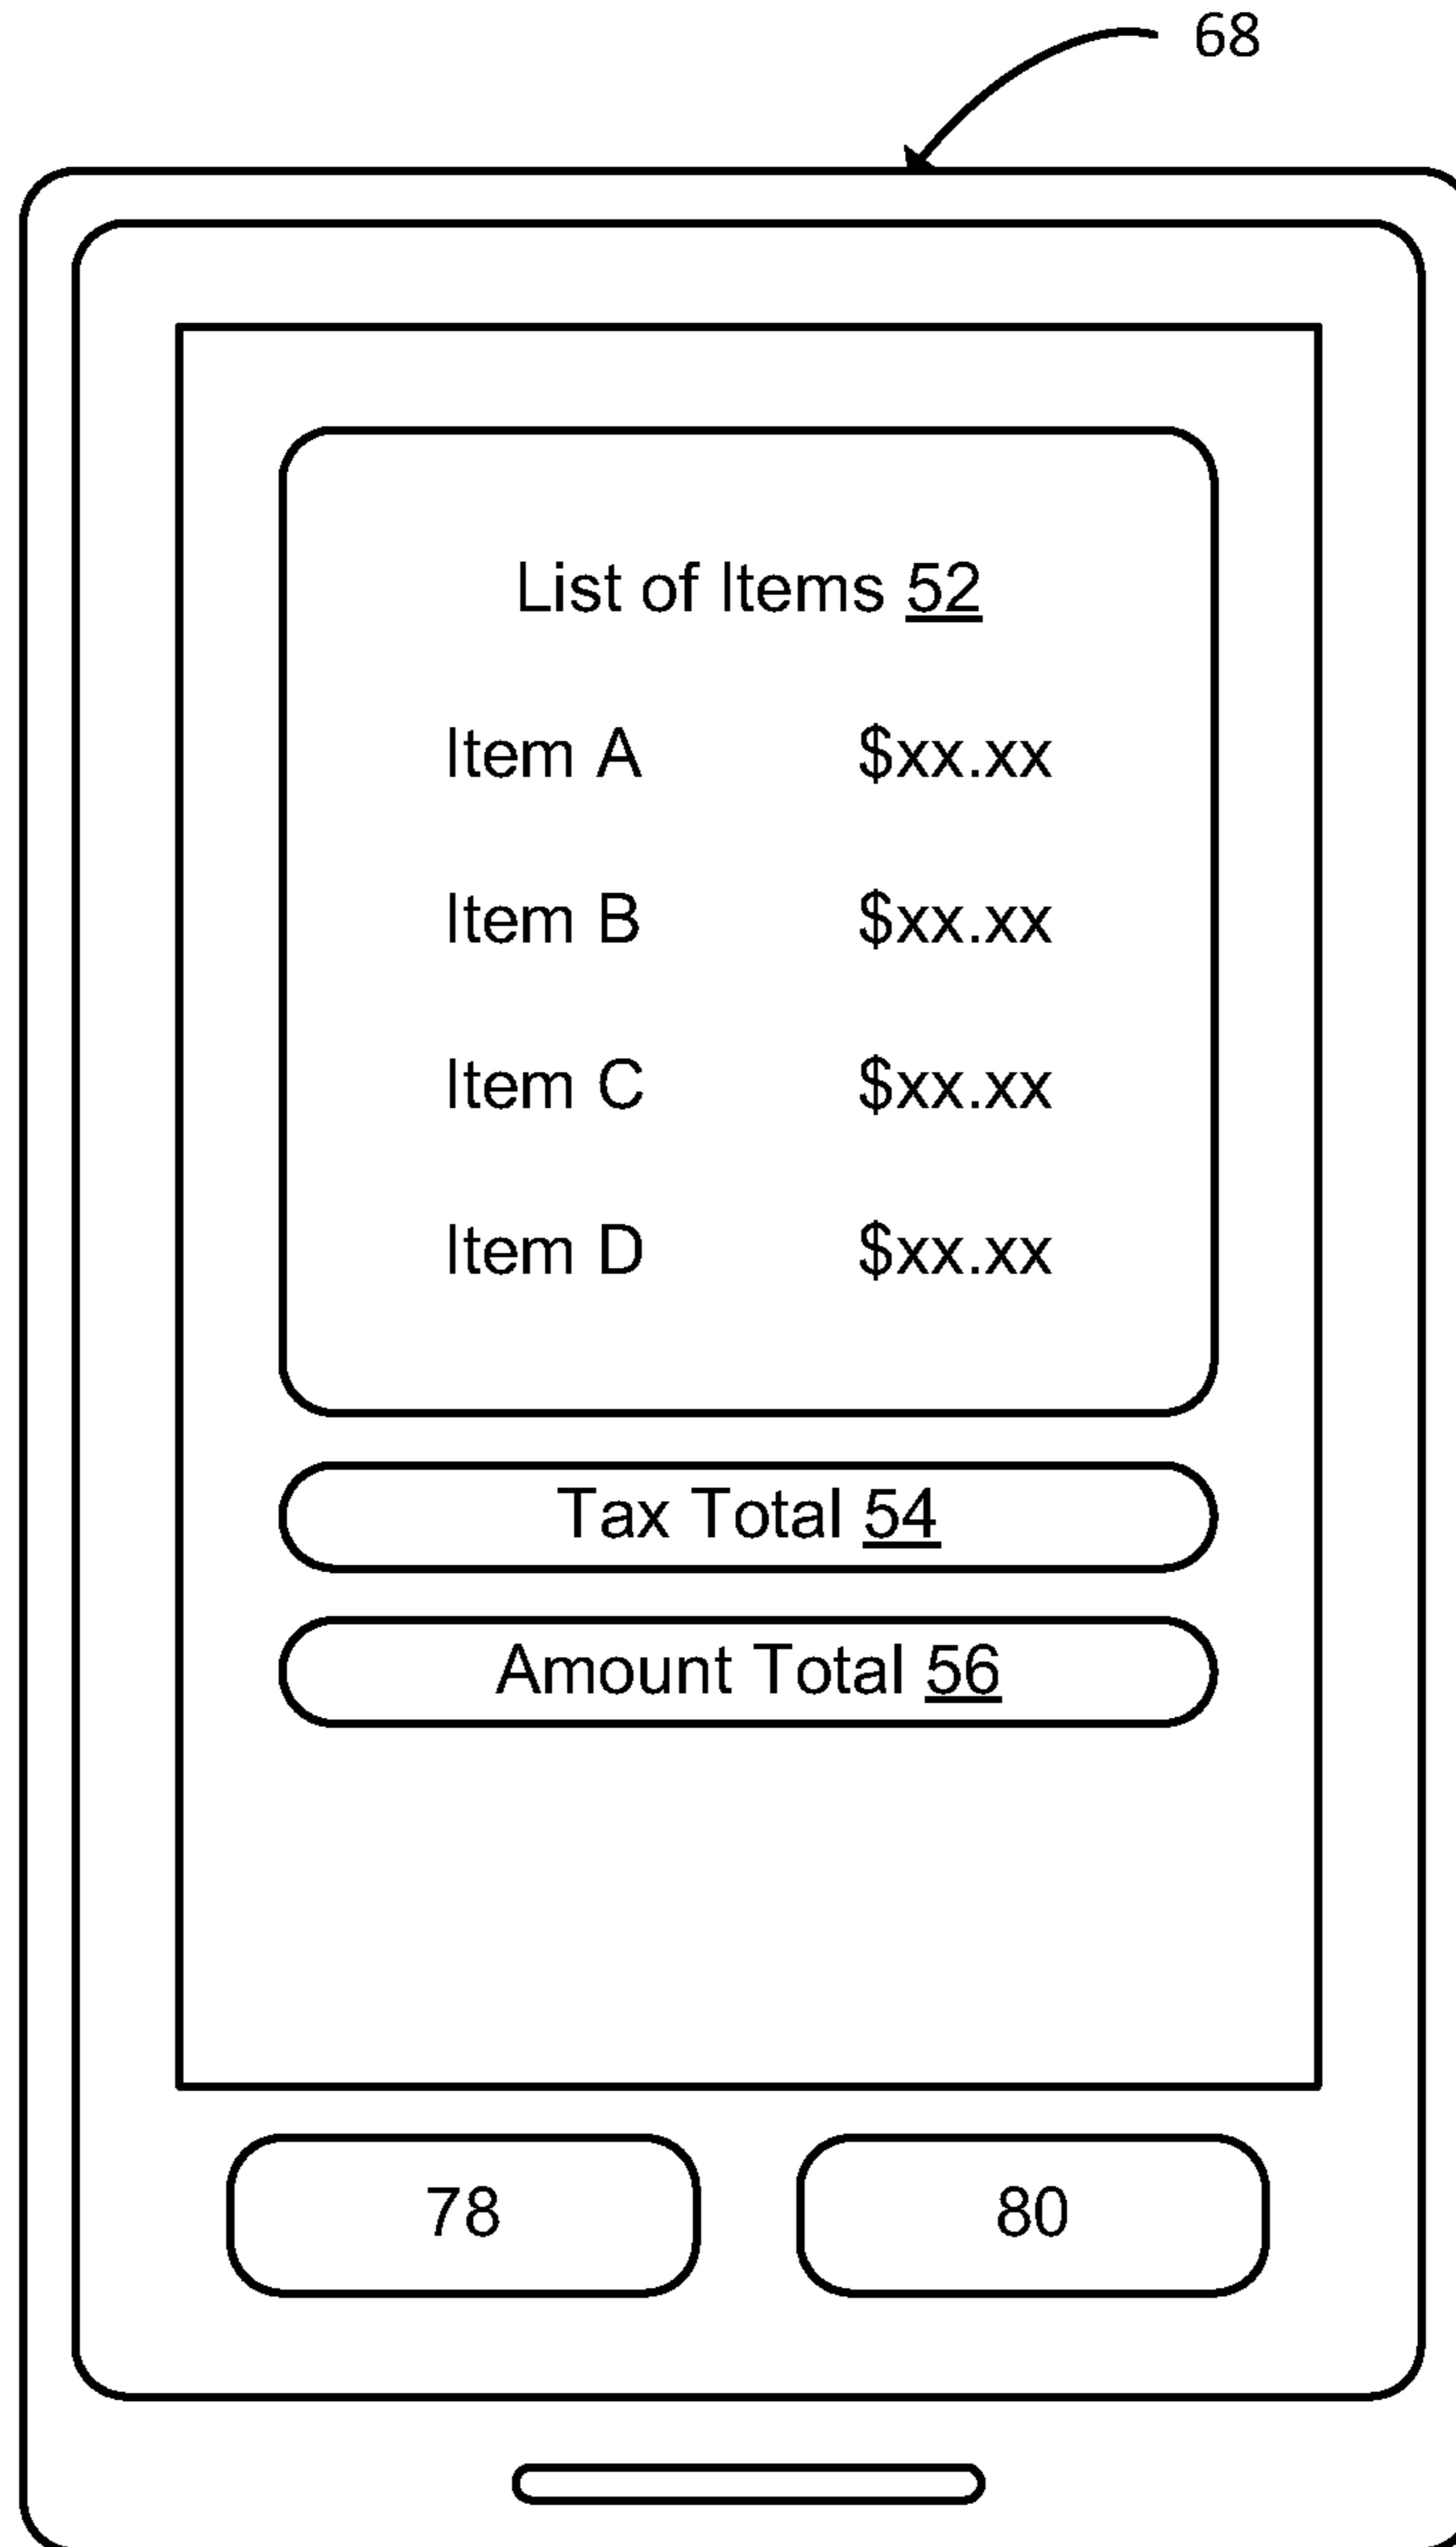 68
List of Items 52
Item A $xx.xx
Item B $xx.xx
Item C $xx.xx
Item D $xx.xx
Tax Total 54
Amount Total 56
78 80